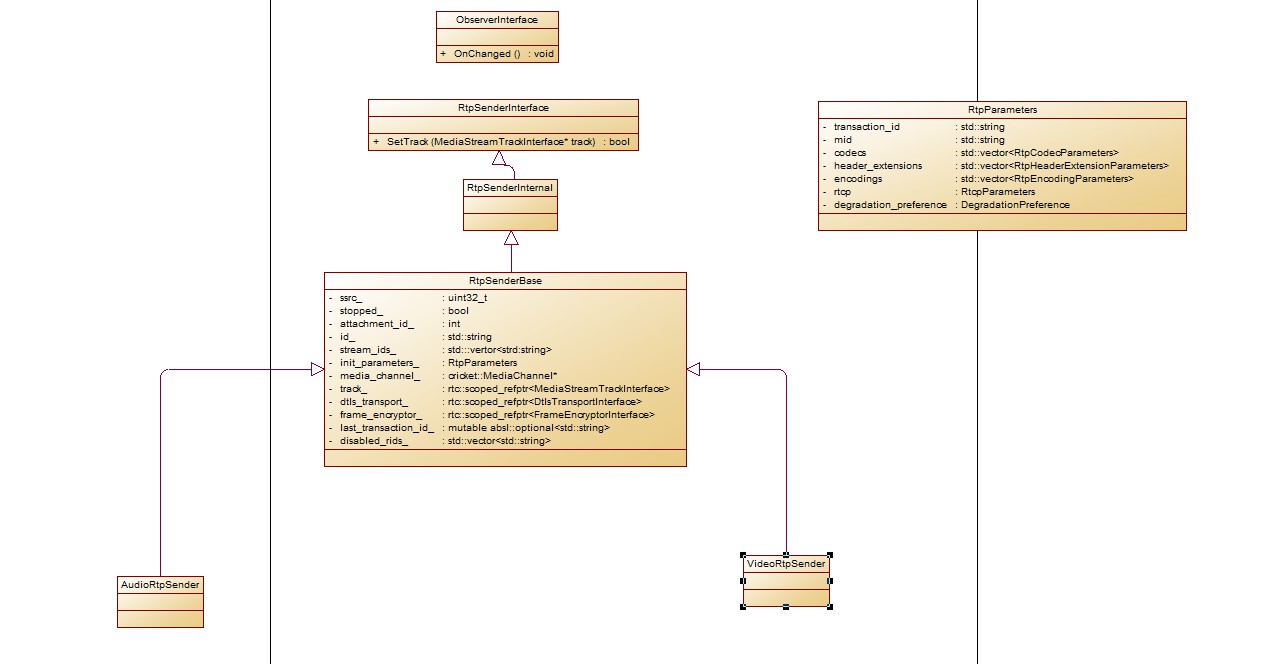 ObserverInterface
+ OnChanged () : void
RtpSenderInterface
+ SetTrack (MediaStreamTrackInterface* track) : bool
RtpParameters
- transaction_id : std::string
- mid : std::string
- codecs : std::vector<RtpCodecParameters>
- header_extensions : std::vector<RtpHeaderExtensionParameters>
- encodings : std::vector<RtpEncodingParameters>
- rtcp : RtcpParameters
- degradation_preference : DegradationPreference
RtpSenderInternal
RtpSenderBase
- ssrc_ : uint32_t
- stopped_ : bool
- attachment_id_ : int
- id_ : std::string
- stream_ids_ : std:::vertor<strd:string>
- init_parameters_ : RtpParameters
- media_channel_ : cricket::MediaChannel*
- track_ : rtc::scoped_refptr<MediaStreamTrackInterface>
- dtls_transport_ : rtc::scoped_refptr<DtlsTransportInterface>
- frame_encryptor_ : rtc::scoped_refptr<FrameEncryptorInterface>
- last_transaction_id_ : mutable absl::optional<std::string>
- disabled_rids_ : std::vector<std::string>
VideoRtpSender
AudioRtpSender